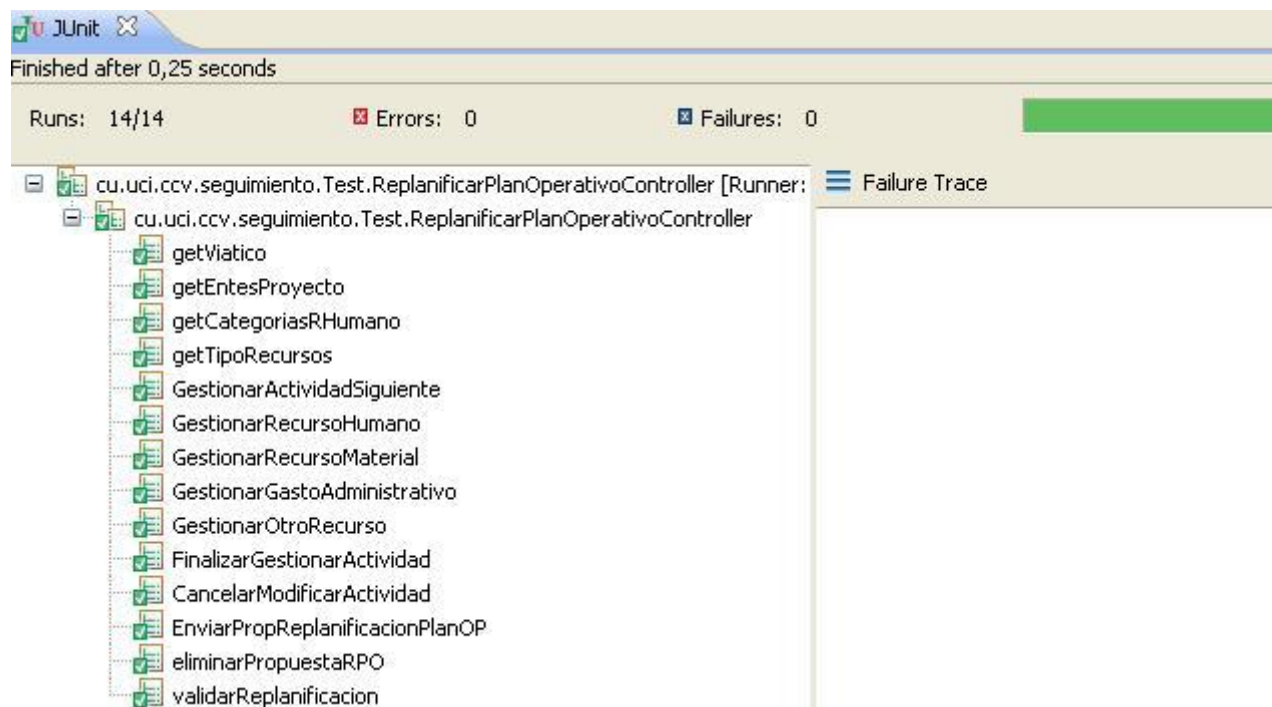 JUnit
Finished after 0,25 seconds
Runs: 14/14 Errors: 0 Failures: 0
cu.uci.ccv.seguimiento.Test.ReplanificarPlanOperativoController [Runner:
Failure Trace
cu.uci.ccv.seguimiento.Test.ReplanificarPlanOperativoController
getViatico
getEntesProyecto
getCategoriasRHumano
getTipoRecursos
GestionarActividadSiguiente
GestionarRecursoHumano
GestionarRecursoMaterial
GestionarGastoAdministrativo
GestionarOtroRecurso
FinalizarGestionarActividad
CancelarModificarActividad
EnviarPropReplanificacionPlanOP
eliminarPropuestaRPO
validarReplanificacion